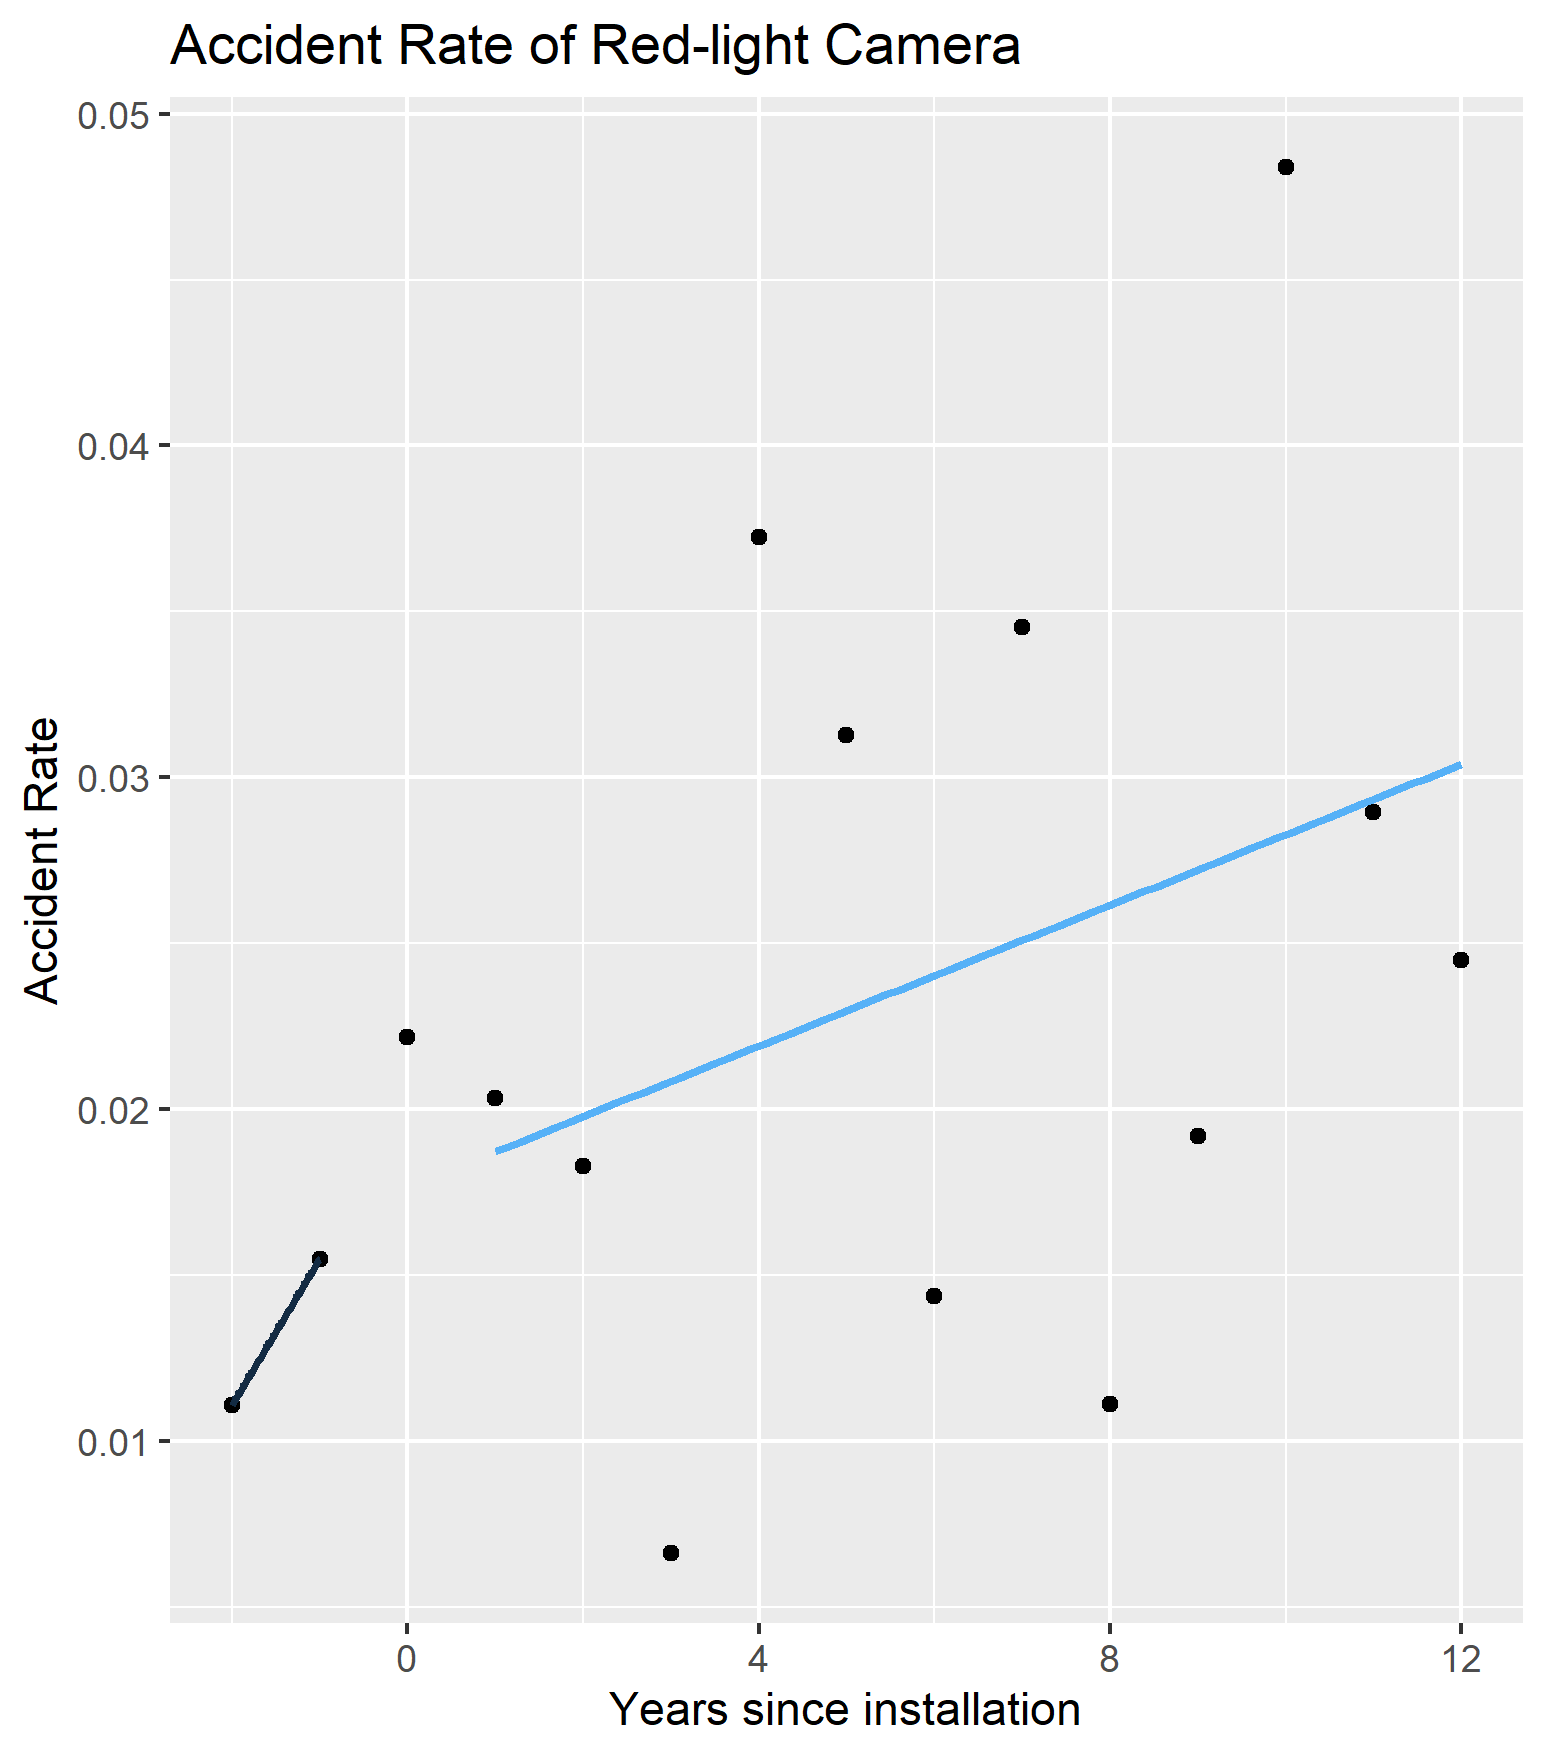 Accident Rate of Red-light Camera
0.05
0.04
0.03
0.02
0.01
Accident Rate
0 4 8 12
Years since installation